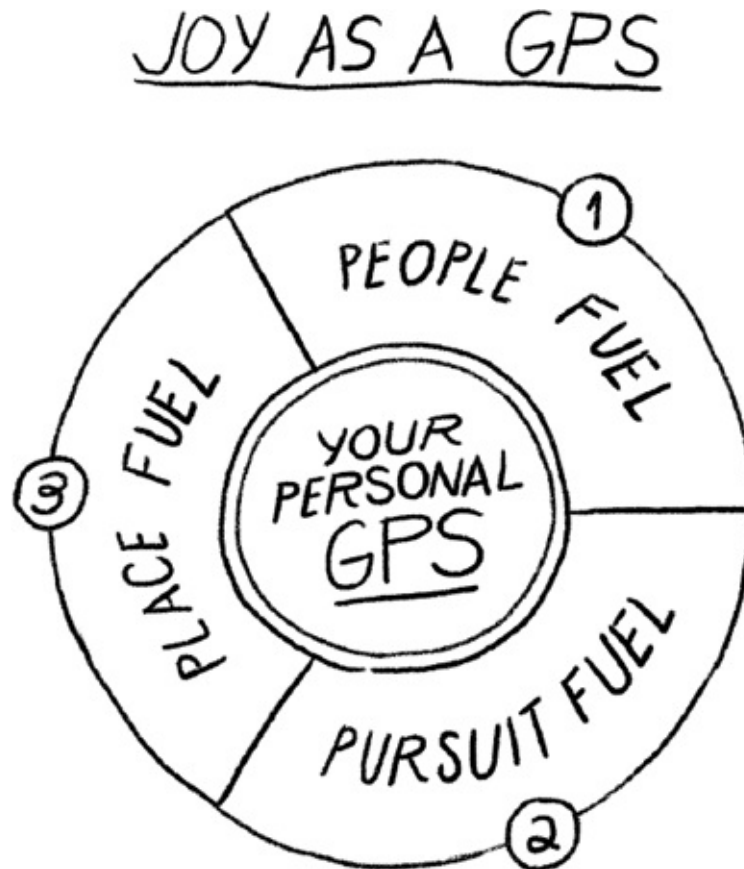 JOY AS A GPS
1
PEOPLE FUEL
YOUR
PERSONAL
GPS
3
PLACE FUEL
PURSUIT FUEL
2